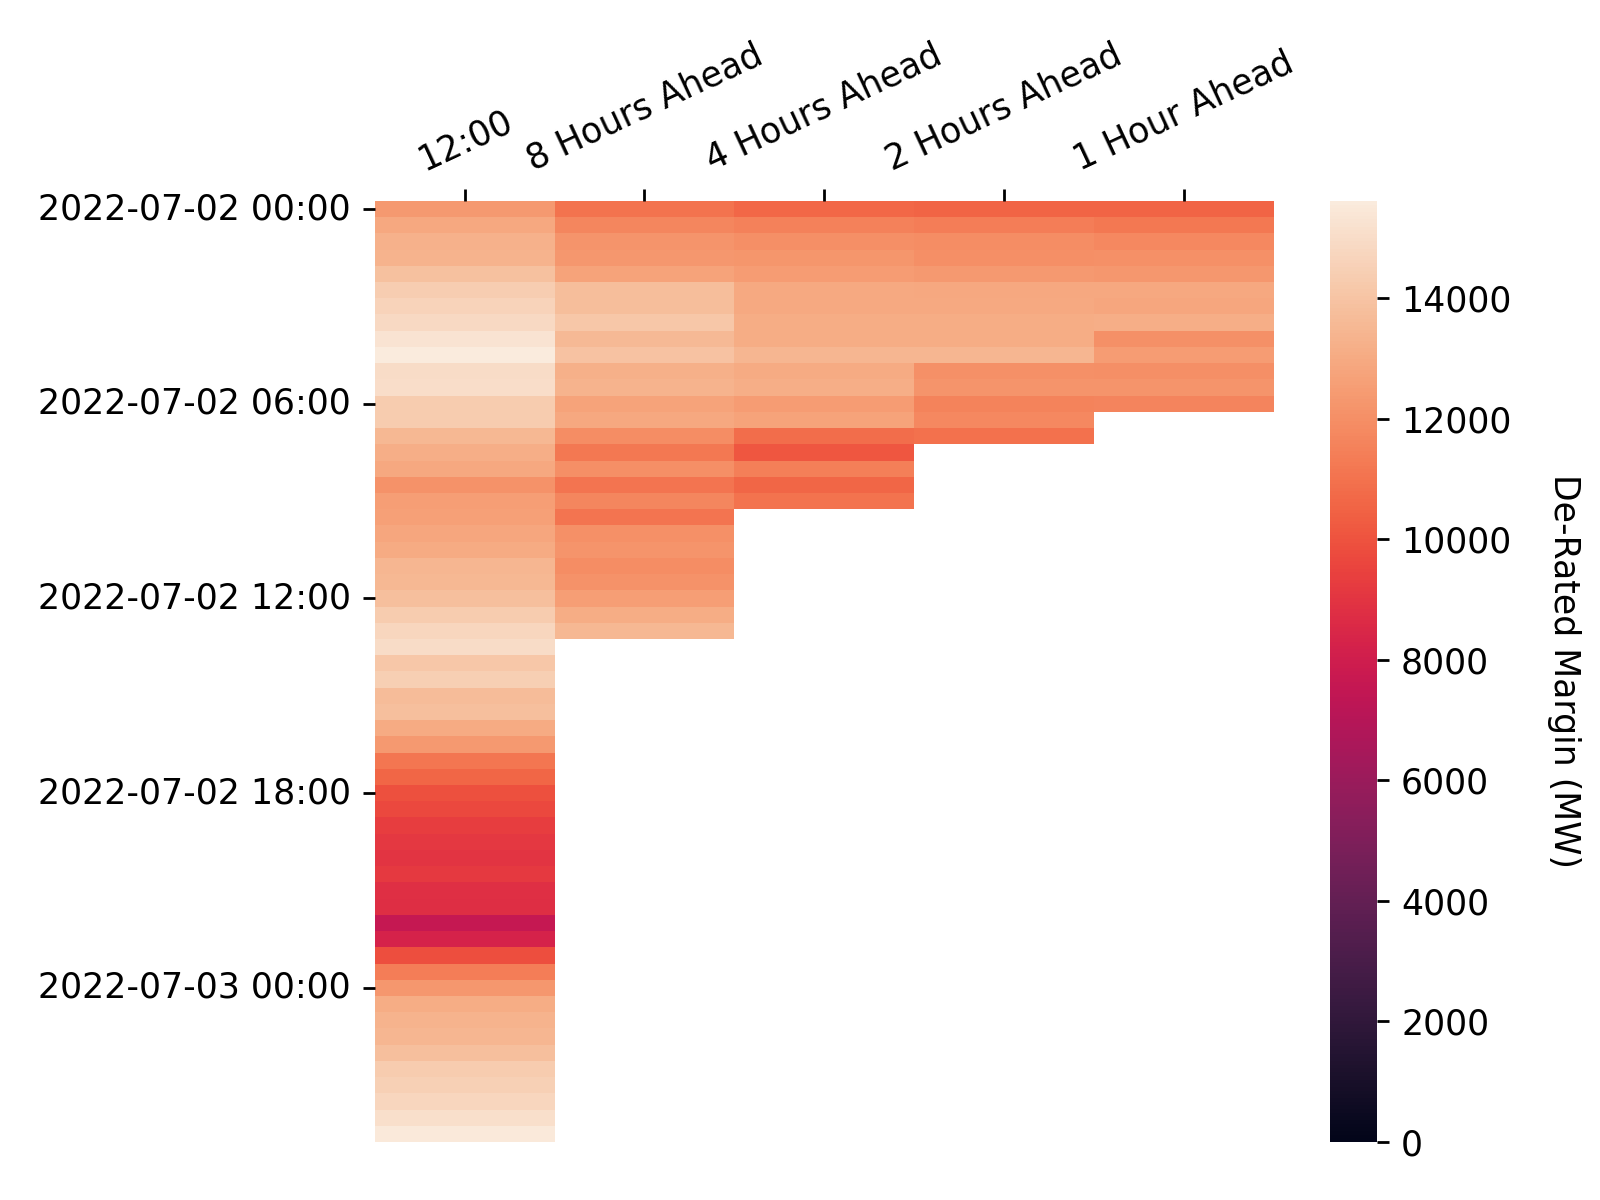 12:00
8 Hours Ahead
4 Hours Ahead
2 Hours Ahead
1 Hour Ahead
2022-07-02 00:00
2022-07-02 06:00
2022-07-02 12:00
2022-07-02 18:00
2022-07-03 00:00
14000
12000
10000
8000
6000
4000
2000
0
De-Rated Margin (MW)